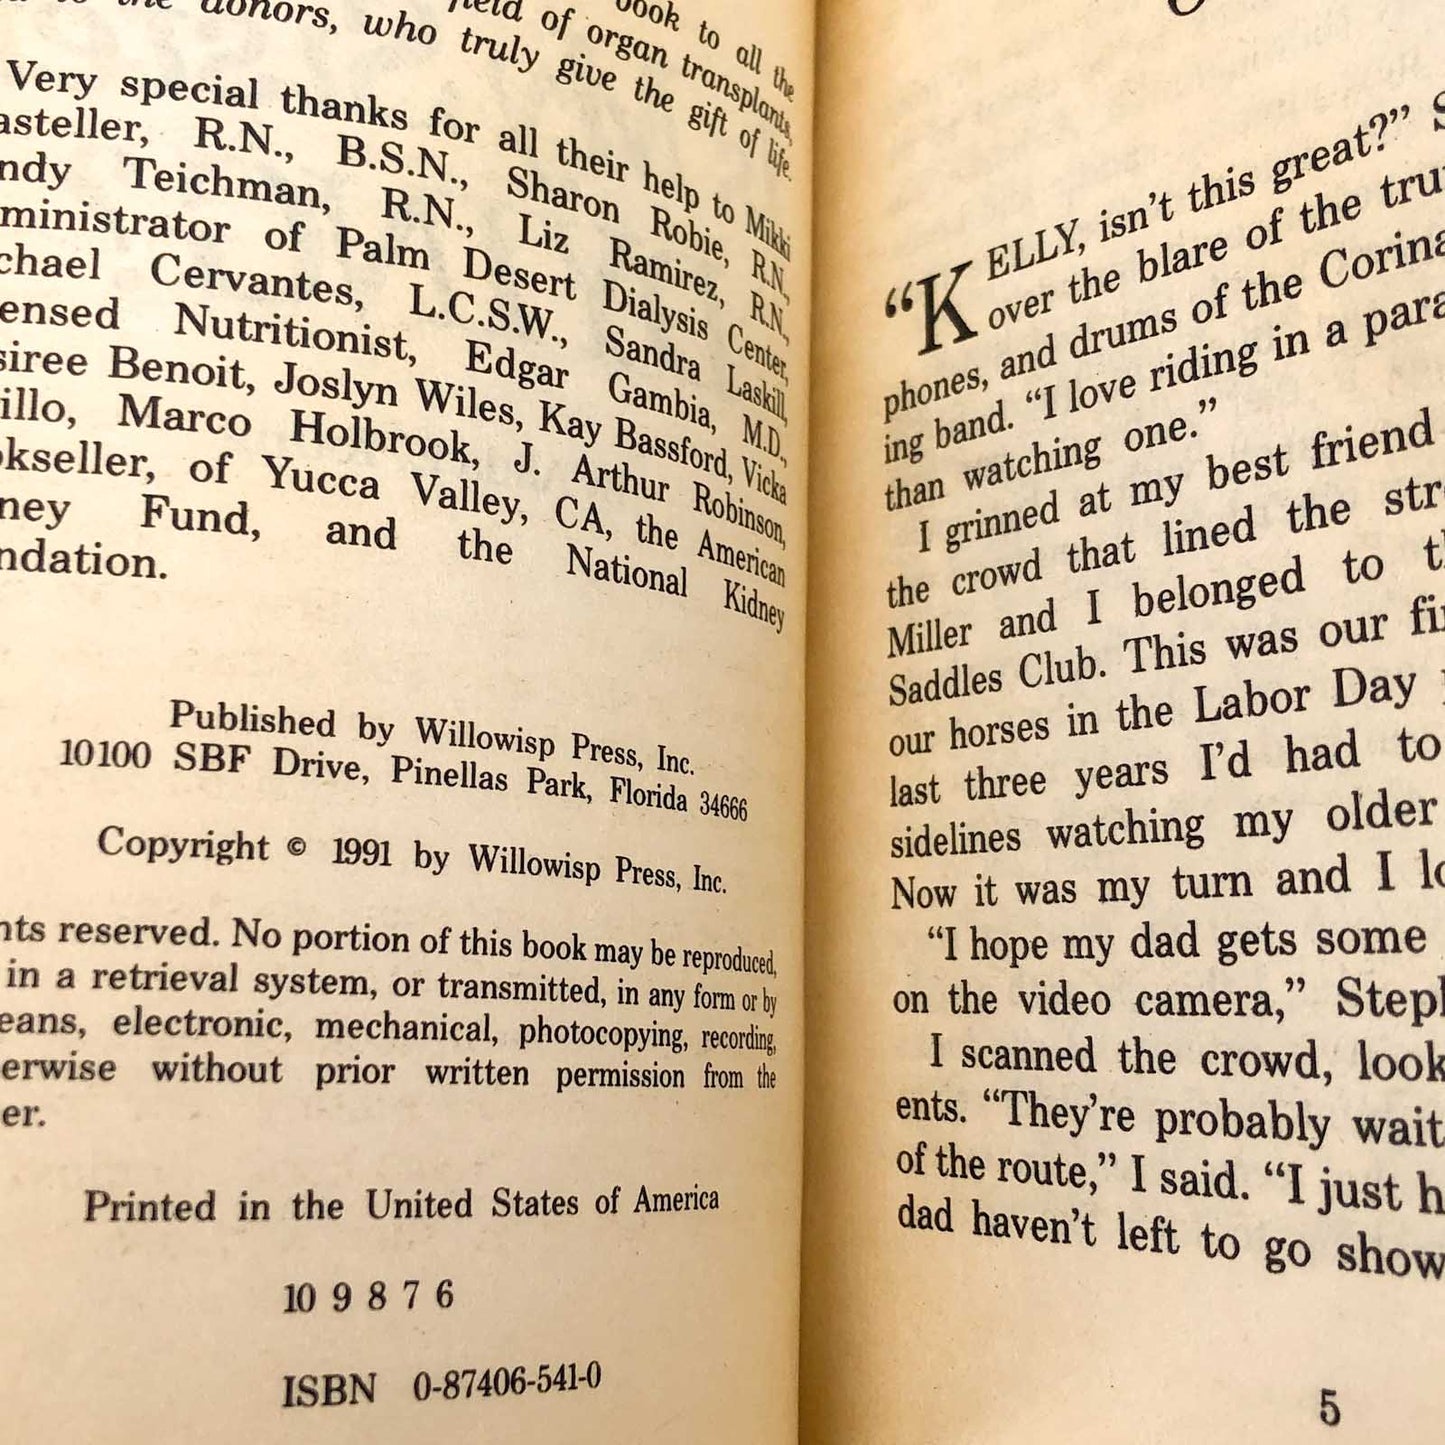 book to all the
field of organ transplants,
to the donors, who truly give the gift of life.
Very special thanks for all their help to Mikki
asteller, R.N., B.S.N., Sharon Robie, R.N.,
ndy Teichman, R.N., Liz Ramirez, R.N.,
ministrator of Palm Desert Dialysis Center,
chael Cervantes, L.C.S.W., Sandra Laskill,
ensed Nutritionist, Edgar Gambia, M.D.,
siree Benoit, Joslyn Wiles, Kay Bassford, Vicka
illo, Marco Holbrook, J. Arthur Robinson,
okseller, of Yucca Valley, CA, the American
ney Fund, and the National Kidney
ndation.
Published by Willowisp Press, Inc.
10100 SBF Drive, Pinellas Park, Florida 34666
Copyright © 1991 by Willowisp Press, Inc.
nts reserved. No portion of this book may be reproduced,
in a retrieval system, or transmitted, in any form or by
eans, electronic, mechanical, photocopying, recording,
erwise without prior written permission from the
er.
Printed in the United States of America
10 9 8 7 6
ISBN 0-87406-541-0
"KELLY, isn't this great?" S
over the blare of the tru
phones, and drums of the Corina
ing band. "I love riding in a para
than watching one."
I grinned at my best friend
the crowd that lined the str
Miller and I belonged to t
Saddles Club. This was our fi
our horses in the Labor Day
last three years I'd had to
sidelines watching my older
Now it was my turn and I lo
"I hope my dad gets some
on the video camera," Steph
I scanned the crowd, look
ents. "They're probably wait
of the route," I said. "I just h
dad haven't left to go show
5